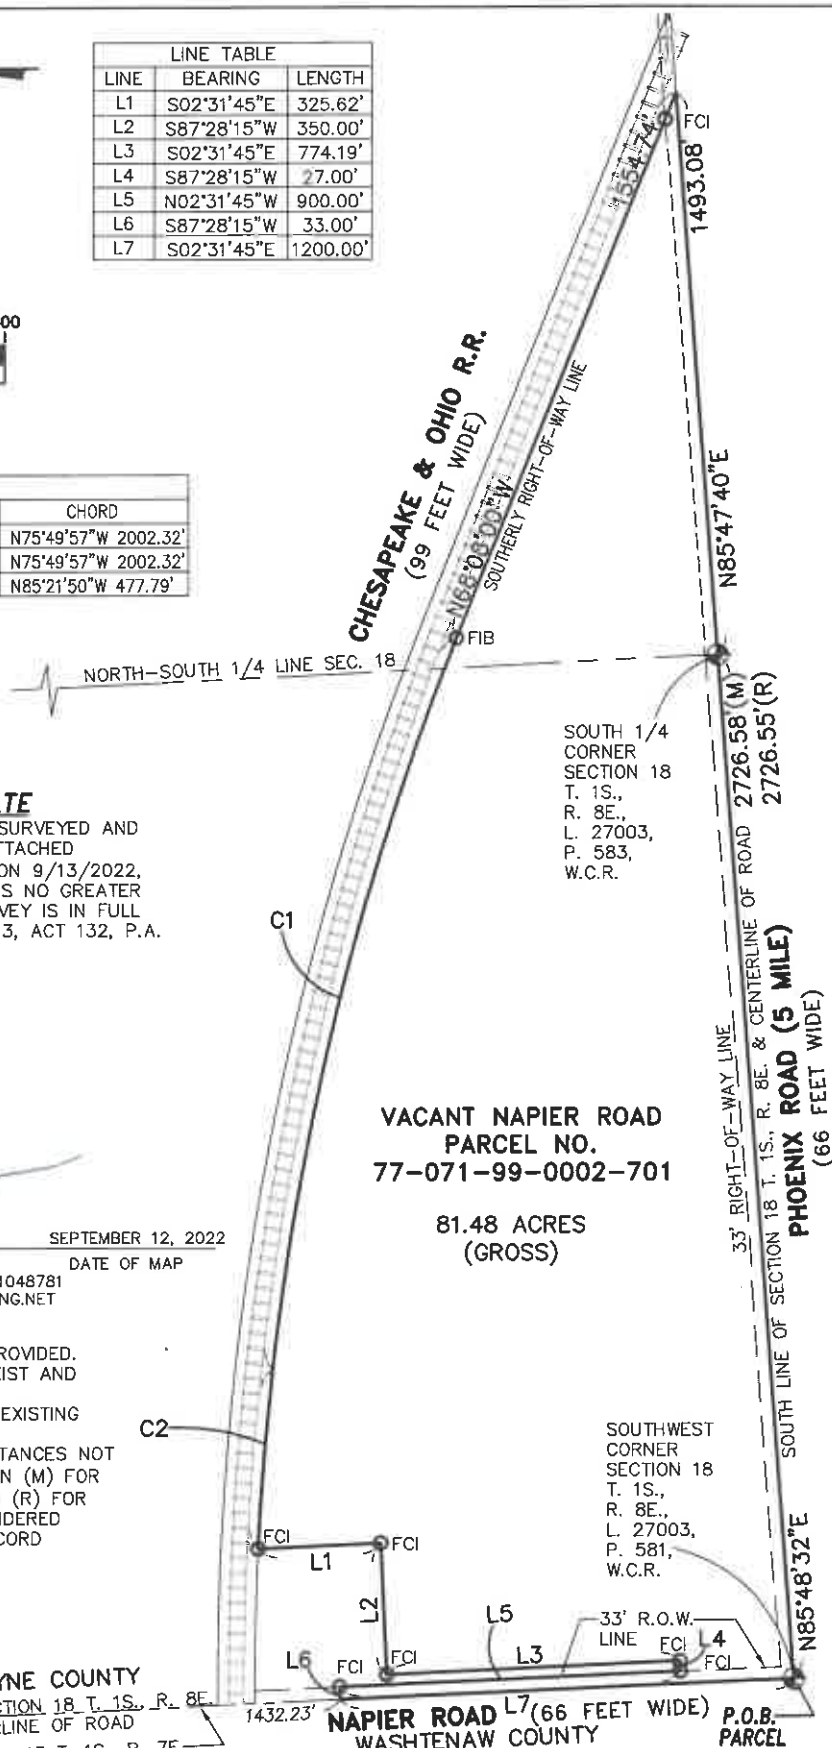 LINE TABLE
LINE BEARING LENGTH
L1 S02°31'45"E 325.62'
L2 S87°28'15"W 350.00'
L3 S02°31'45"E 774.19'
L4 S87°28'15"W 27.00'
L5 N02°31'45"W 900.00'
L6 S87°28'15"W 33.00'
L7 S02°31'45"E 1200.00'
00
CHORD
N75°49'57"W 2002.32'
N75°49'57"W 2002.32'
N85°21'50"W 477.79'
1554.74'
FCI
1493.08'
CHESAPEAKE & OHIO R.R.
(99 FEET WIDE)
N68°08'00"W
SOUTHERLY RIGHT-OF-WAY LINE
N85°47'40"E
FIB
NORTH-SOUTH 1/4 LINE SEC. 18
SOUTH 1/4
CORNER
SECTION 18
T. 1S.,
R. 8E.,
L. 27003,
P. 583,
W.C.R.
2726.58'(M)
2726.55'(R)
SURVEYED AND
TTACHED
ON 9/13/2022,
S NO GREATER
VEY IS IN FULL
3, ACT 132, P.A.
C1
VACANT NAPIER ROAD
PARCEL NO.
77-071-99-0002-701
81.48 ACRES
(GROSS)
33' RIGHT-OF-WAY LINE
SOUTH LINE OF SECTION 18 T. 1S., R. 8E. & CENTERLINE OF ROAD
PHOENIX ROAD (5 MILE)
(66 FEET WIDE)
SEPTEMBER 12, 2022
DATE OF MAP
1048781
NG.NET
ROVIDED.
IST AND
EXISTING
TANCES NOT
N (M) FOR
(R) FOR
IDERED
CORD
C2
SOUTHWEST
CORNER
SECTION 18
T. 1S.,
R. 8E.,
L. 27003,
P. 581,
W.C.R.
N85°48'32"E
FCI
L1
FCI
L2
L5
33' R.O.W.
LINE
L3
L4
FCI
FCI
FCI
FCI
L6
L7
1432.23'
NAPIER ROAD (66 FEET WIDE)
WASHTENAW COUNTY
P.O.B.
PARCEL
YNE COUNTY
CTION 18 T. 1S., R. 8E.
RLINE OF ROAD